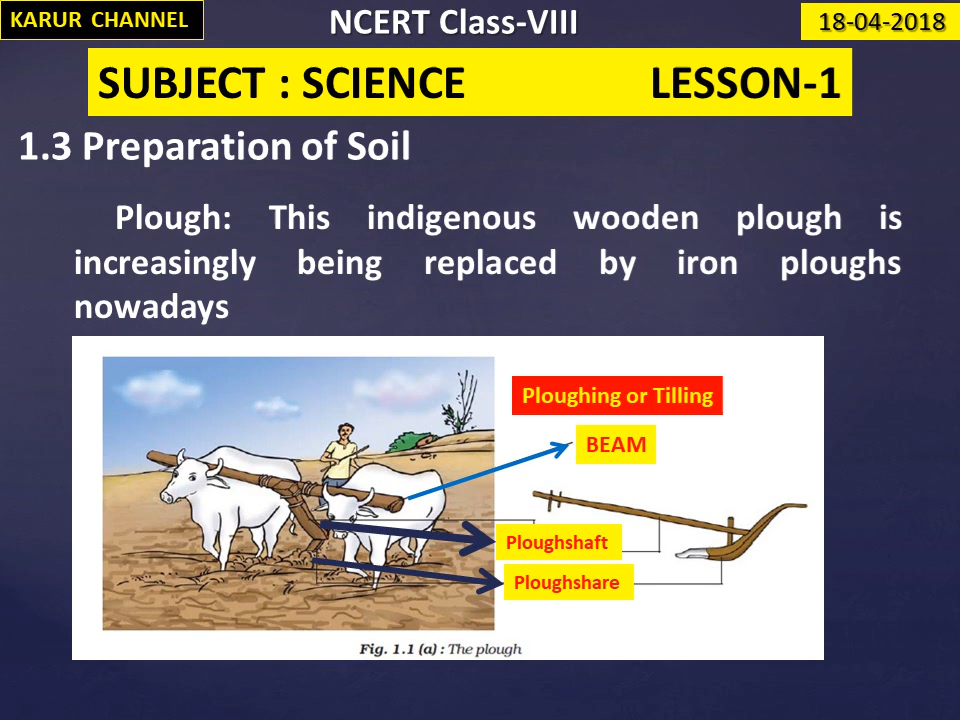 KARUR CHANNEL
NCERT Class-VIII
18-04-2018
SUBJECT : SCIENCE LESSON-1
1.3 Preparation of Soil
Plough: This indigenous wooden plough is
increasingly being replaced by iron ploughs
nowadays
Ploughing or Tilling
BEAM
Ploughshaft
Ploughshare
Fig. 1.1 (a) : The plough